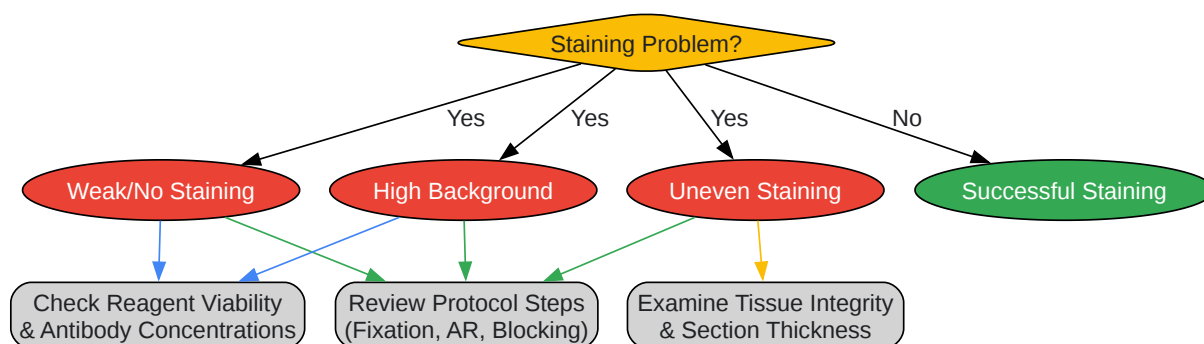 Staining Problem?
Yes
Yes
Yes
No
Weak/No Staining
High Background
Uneven Staining
Successful Staining
Check Reagent Viability
& Antibody Concentrations
Review Protocol Steps
(Fixation, AR, Blocking)
Examine Tissue Integrity
& Section Thickness